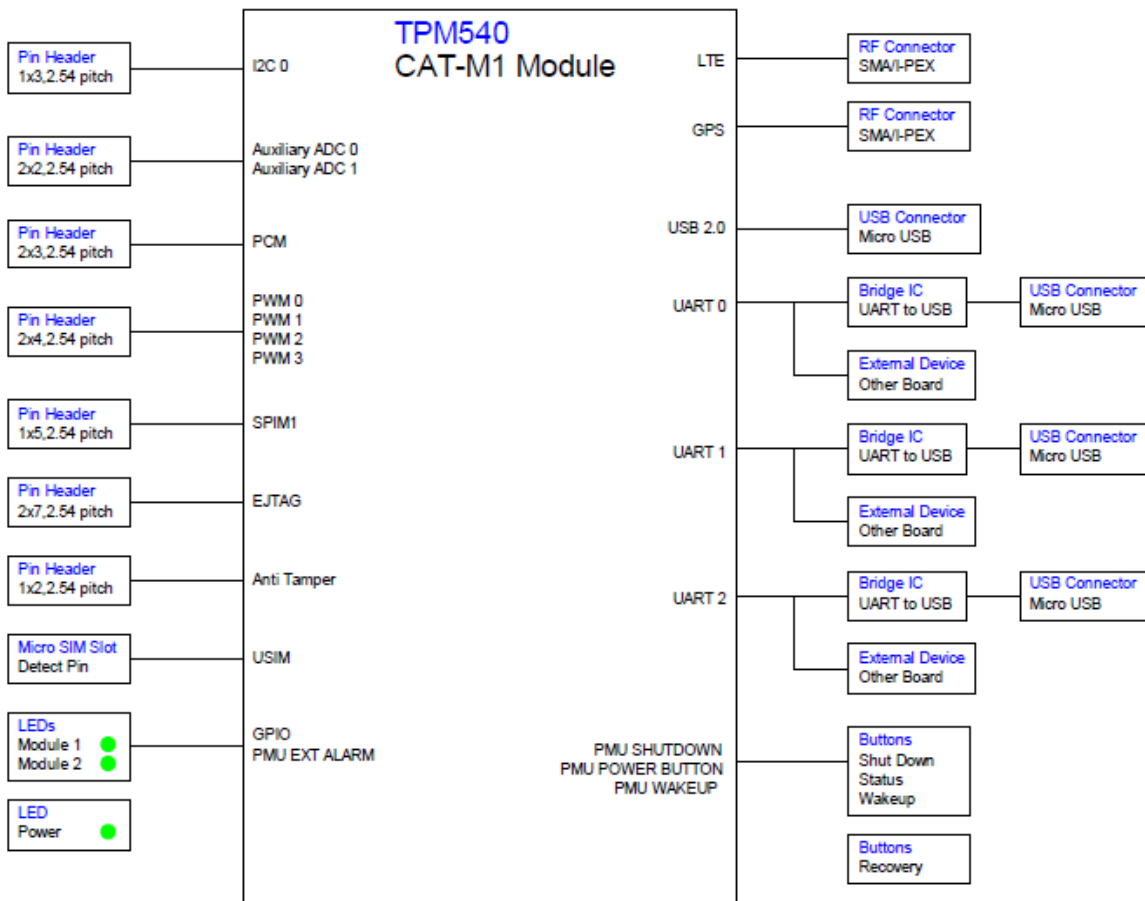 TPM540
CAT-M1 Module
Pin Header
1x3,2.54 pitch
I2C 0
Pin Header
2x2,2.54 pitch
Auxiliary ADC 0
Auxiliary ADC 1
Pin Header
2x3,2.54 pitch
PCM
Pin Header
2x4,2.54 pitch
PWM 0
PWM 1
PWM 2
PWM 3
Pin Header
1x5,2.54 pitch
SPIM1
Pin Header
2x7,2.54 pitch
EJTAG
Pin Header
1x2,2.54 pitch
Anti Tamper
Micro SIM Slot
Detect Pin
USIM
LEDs
Module 1
Module 2
GPIO
PMU EXT ALARM
LED
Power
LTE
RF Connector
SMA/I-PEX
GPS
RF Connector
SMA/I-PEX
USB 2.0
USB Connector
Micro USB
UART 0
Bridge IC
UART to USB
USB Connector
Micro USB
External Device
Other Board
UART 1
Bridge IC
UART to USB
USB Connector
Micro USB
External Device
Other Board
UART 2
Bridge IC
UART to USB
USB Connector
Micro USB
External Device
Other Board
PMU SHUTDOWN
PMU POWER BUTTON
PMU WAKEUP
Buttons
Shut Down
Status
Wakeup
Buttons
Recovery